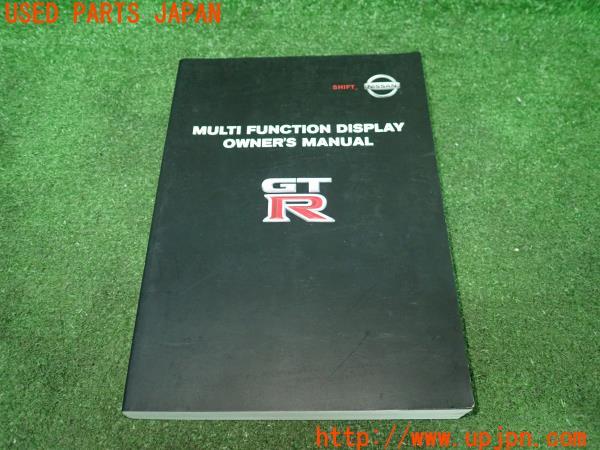 USED PARTS JAPAN
SHIFT_
NISSAN
MULTI FUNCTION DISPLAY
OWNER'S MANUAL
GT
R
http://www.upjpn.com